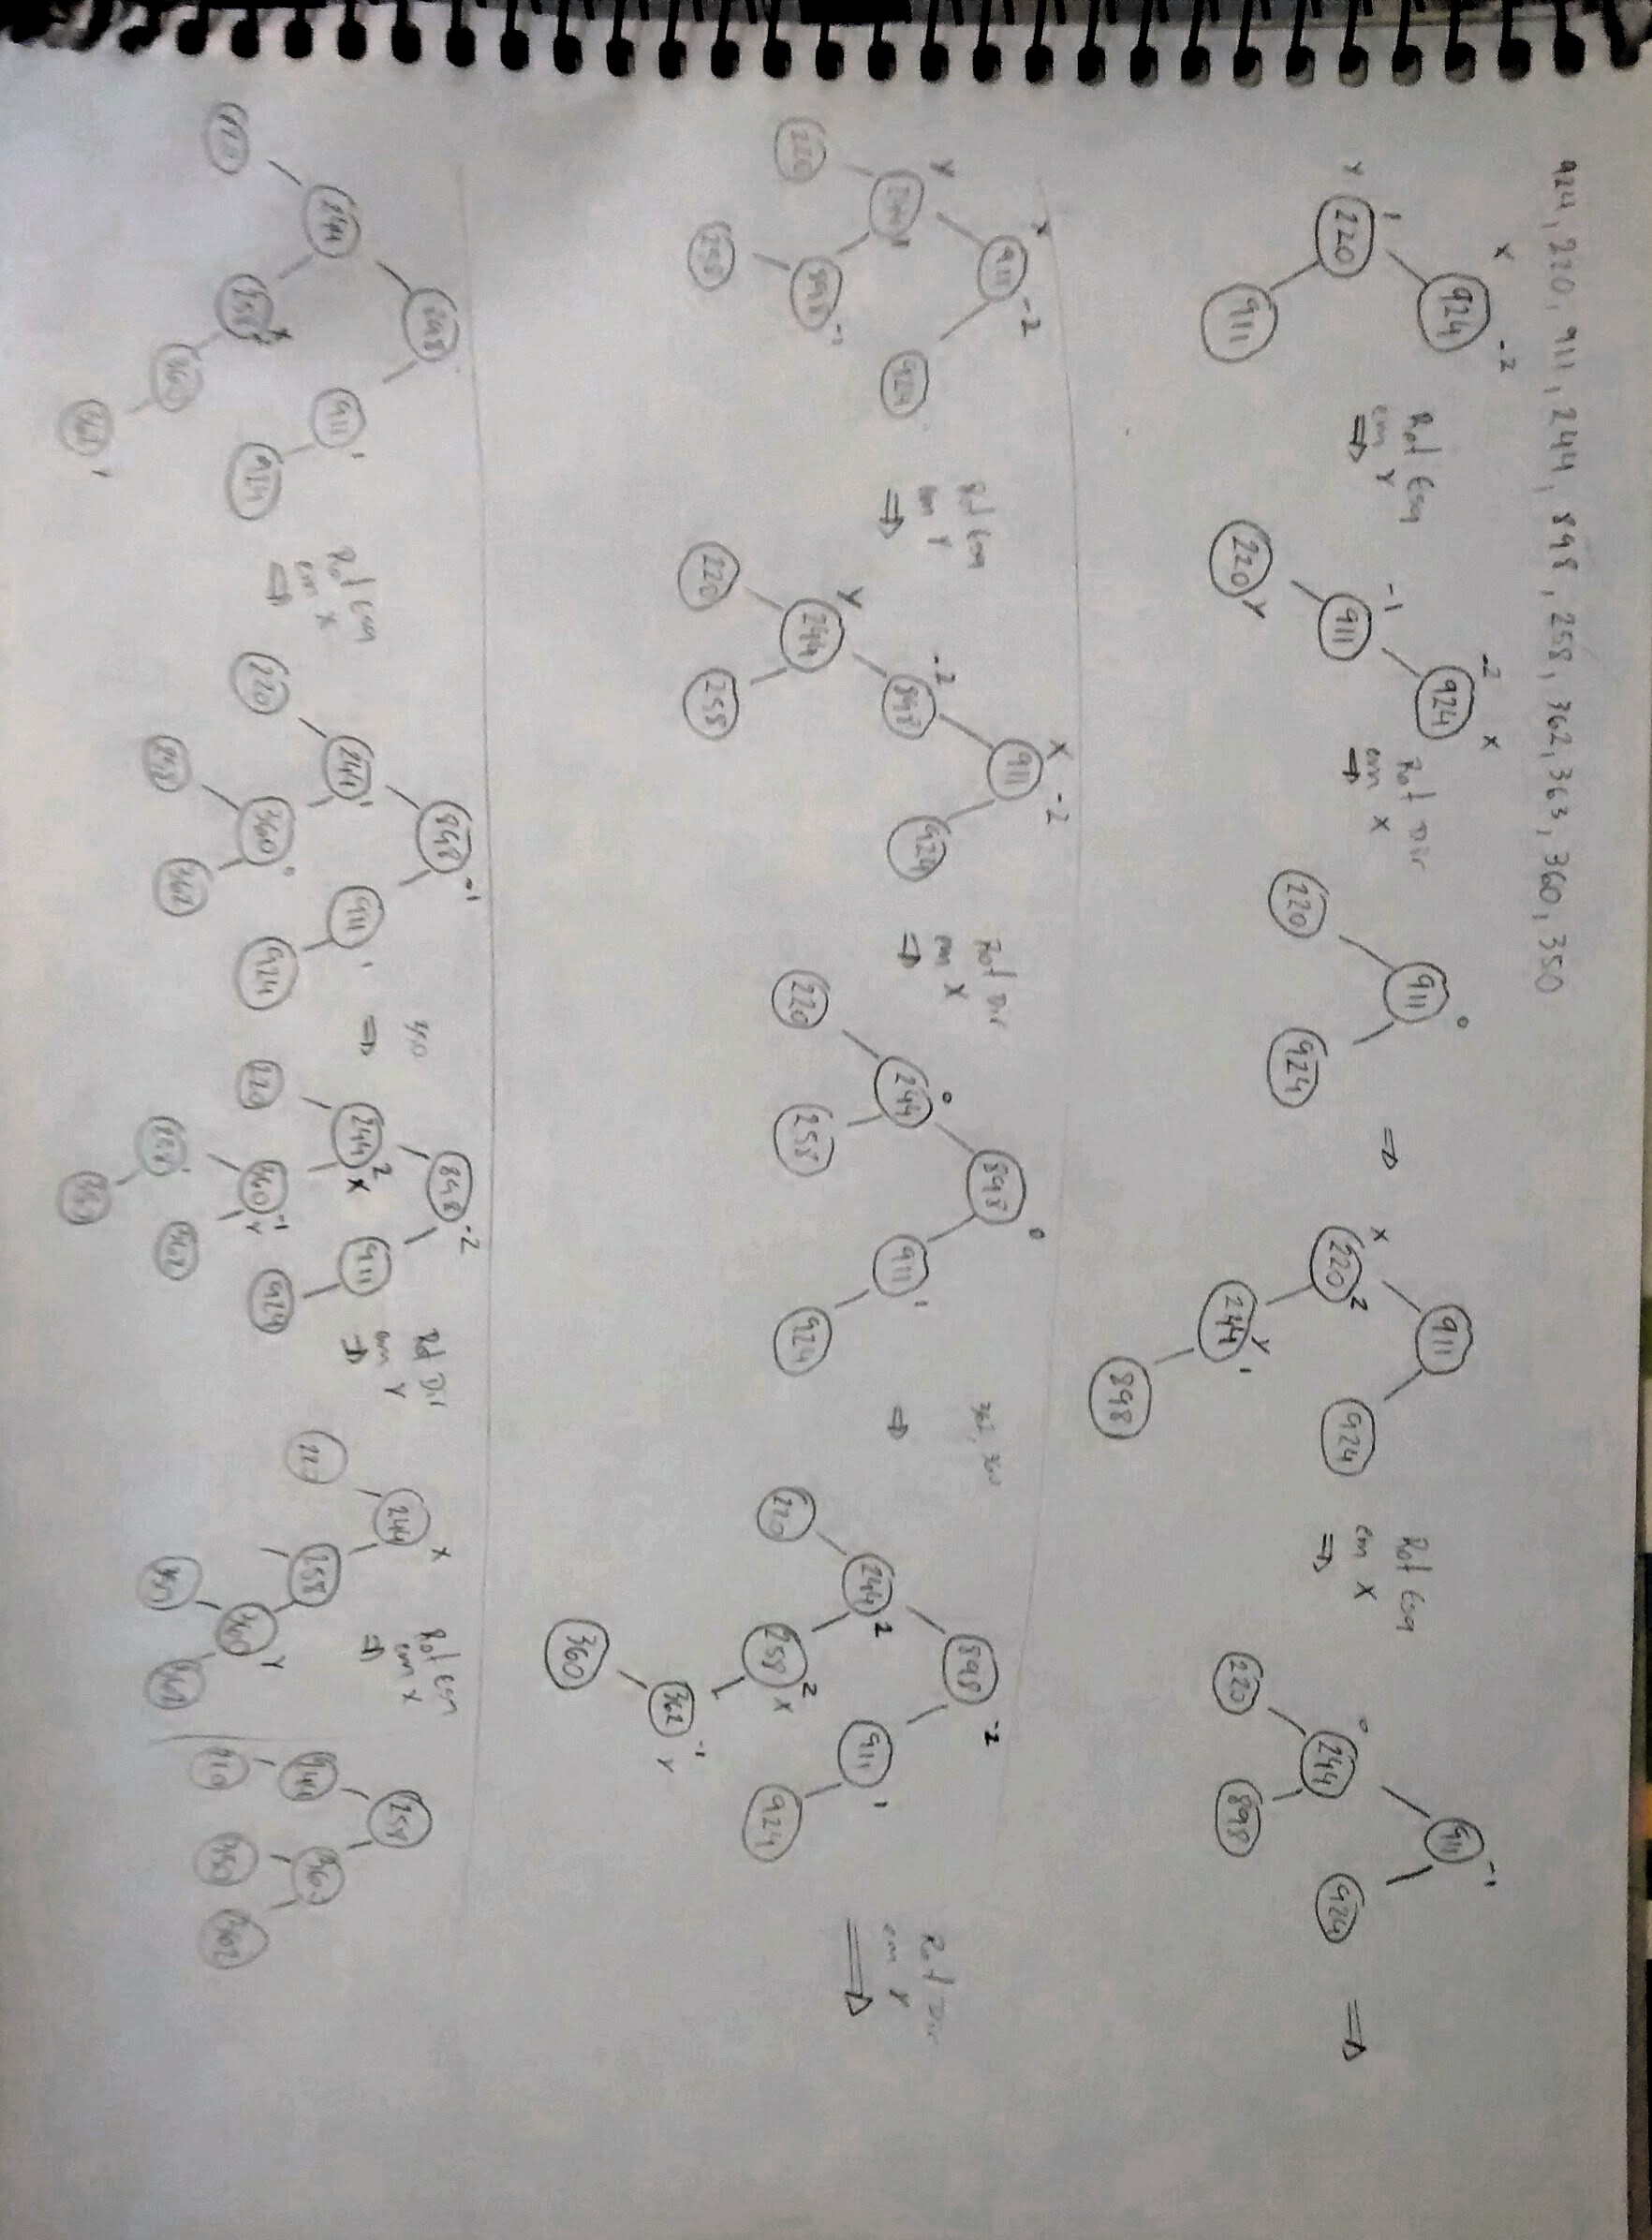 924, 220, 911, 244, 898, 258, 362, 363, 360, 350
X -2
924
1
Y 220
911
Rot Esq
em Y
-2 X
924
-1
911
220 Y
Rot Dir
em X
0
911
220 924
911
X
220 2 924
Y
244 1
898
Rot Esq
em X
-1
911
0
244 924
220 898
X
911 -2
Y
244 1 924
220 898 -1
258
Rot Esq
em Y
X -2
911
-2
898 924
Y
244
220 258
Rot Dir
em X
0
898
0
244 911 1
220 258 924
362, 360
898 -2
244 2 911 1
2
220 258 X 924
-1
362 Y
360
Rot Dir
em Y
898
244 911 1
220 258 924
360
362 1
Rot Esq
em X
898 -1
244 1 911 1
220 360 0 924
258 362
350
898 -2
2
244 X 911
-1
220 360 Y 924
258 1 362
350
Rot Dir
em Y
X
244
220 258
Y
360
350 362
Rot Esq
em X
258
244 360
220 350 362